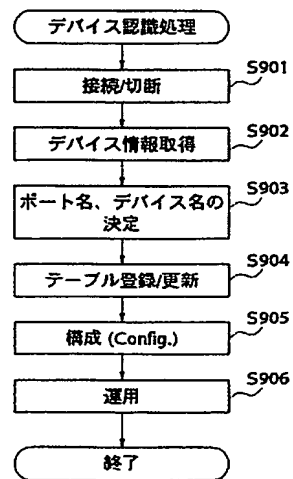 デバイス認識処理
S901
接続/切断
S902
デバイス情報取得
S903
ポート名、デバイス名の
決定
S904
テーブル登録/更新
S905
構成 (Config.)
S906
運用
終了